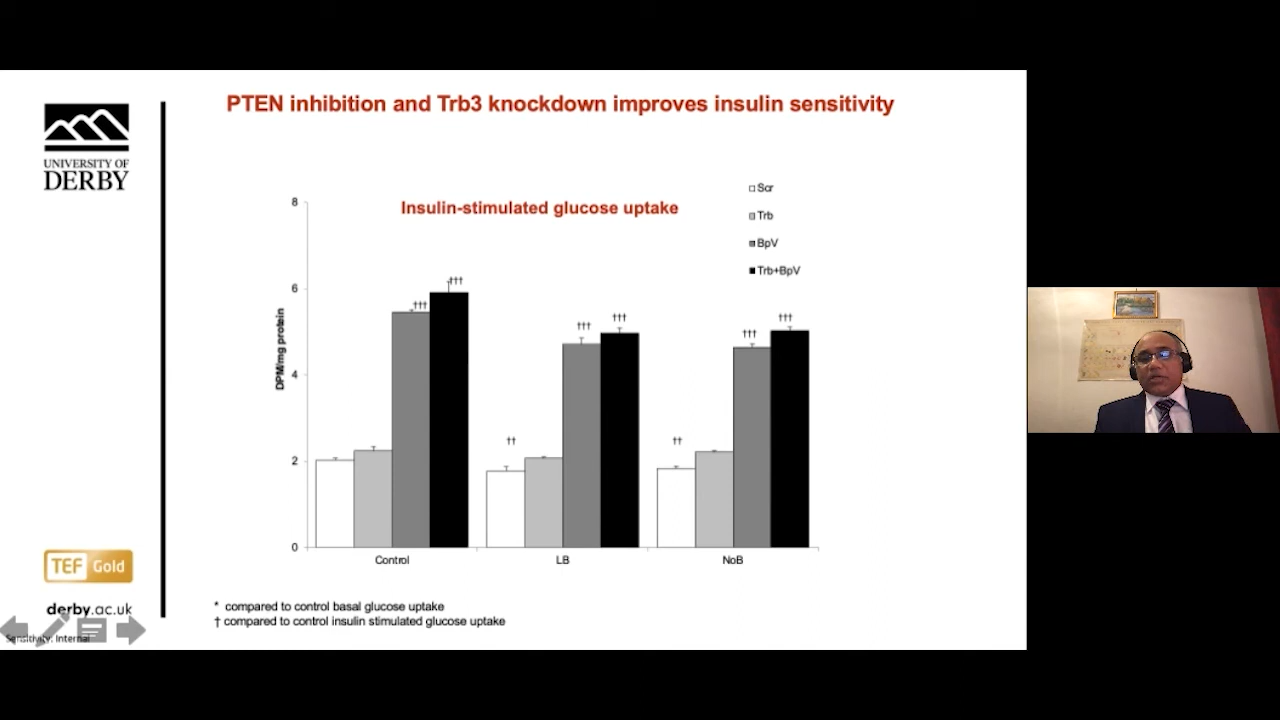 PTEN inhibition and Trb3 knockdown improves insulin sensitivity
UNIVERSITY OF
DERBY
Insulin-stimulated glucose uptake
Scr
Trb
BpV
Trb+BpV
DPM/mg protein
8
6
4
2
0
†††
†††
††
†††
†††
††
†††
†††
Control
LB
NoB
* compared to control basal glucose uptake
† compared to control insulin stimulated glucose uptake
TEF Gold
derby.ac.uk
Sensitivity: Internal